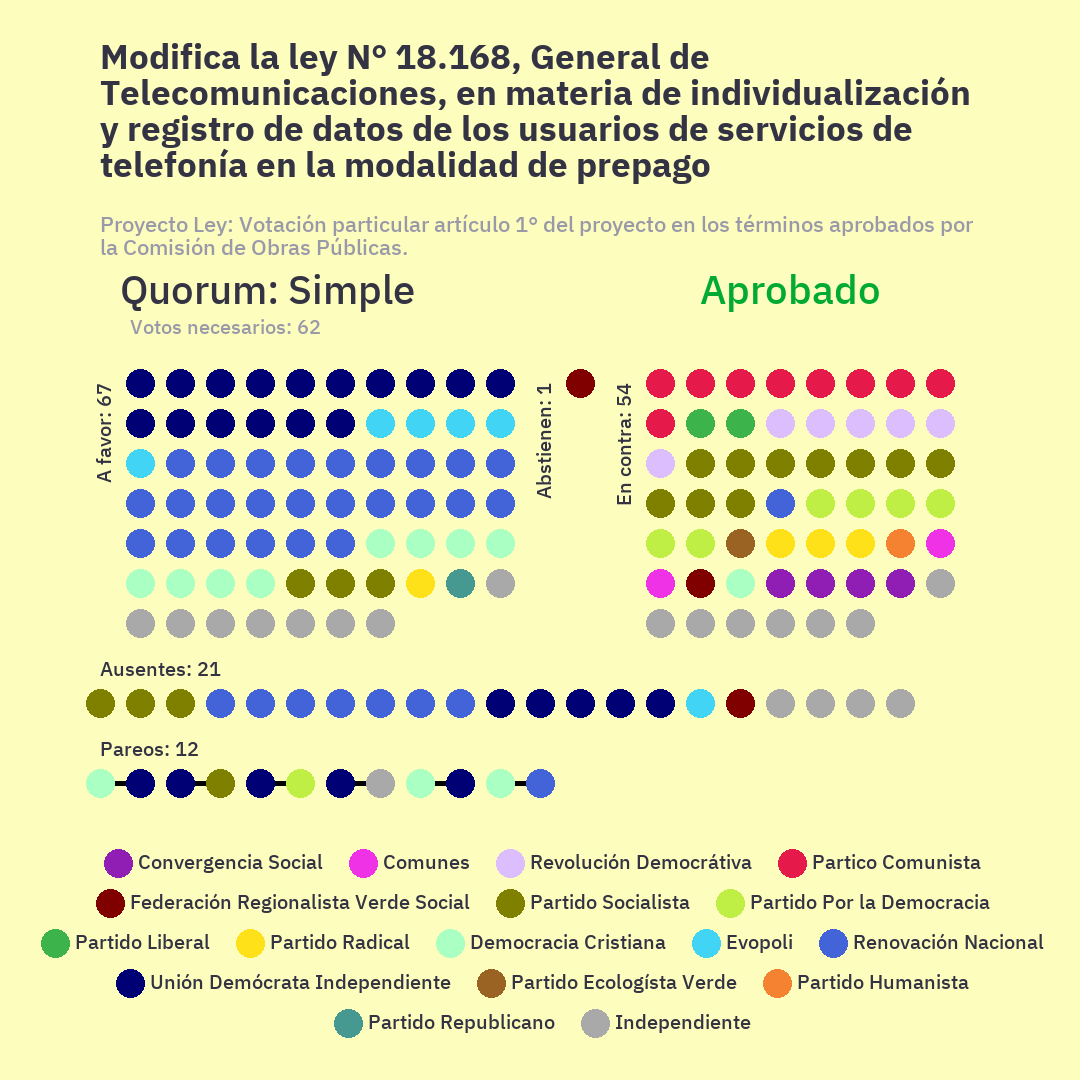 Modifica la ley N° 18.168, General de
Telecomunicaciones, en materia de individualización
y registro de datos de los usuarios de servicios de
telefonía en la modalidad de prepago
Proyecto Ley: Votación particular artículo 1° del proyecto en los términos aprobados por
la Comisión de Obras Públicas.
Quorum: Simple
Aprobado
Votos necesarios: 62
A favor: 67
Abstienen: 1
En contra: 54
Ausentes: 21
Pareos: 12
Convergencia Social
Comunes
Revolución Democrátiva
Partico Comunista
Federación Regionalista Verde Social
Partido Socialista
Partido Por la Democracia
Partido Liberal
Partido Radical
Democracia Cristiana
Evopoli
Renovación Nacional
Unión Demócrata Independiente
Partido Ecologísta Verde
Partido Humanista
Partido Republicano
Independiente